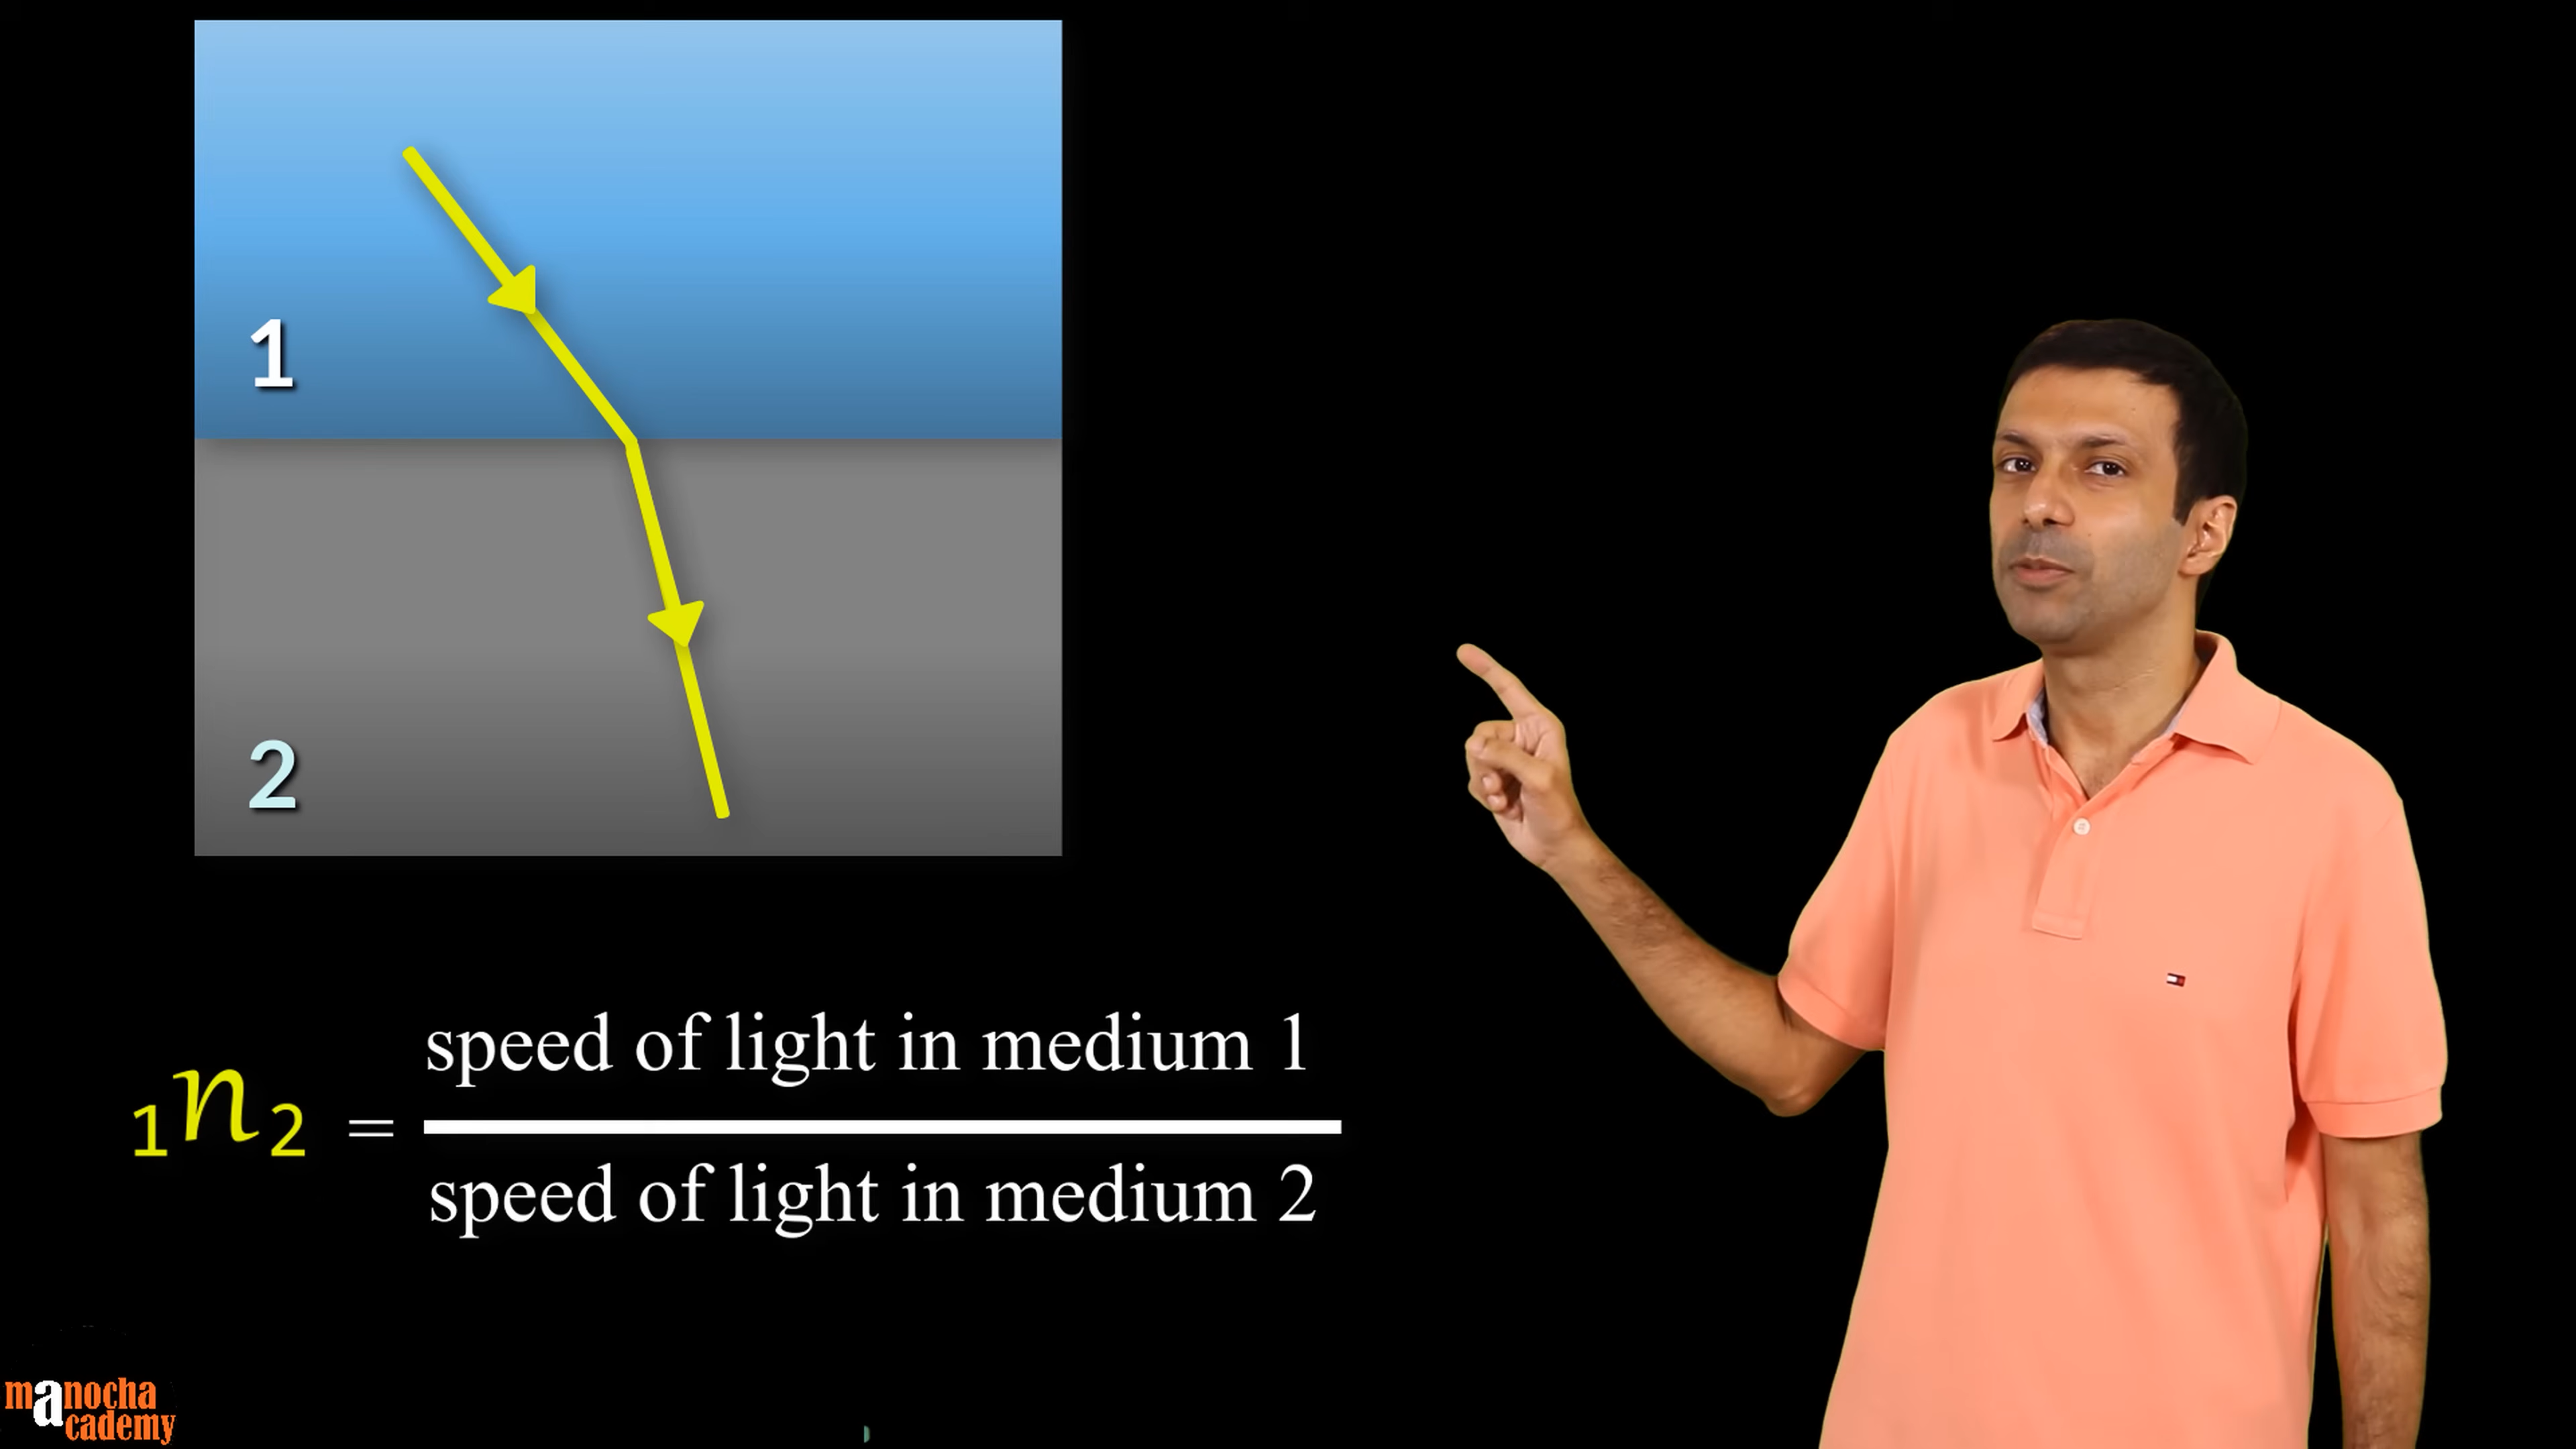 1
2
₁n₂ = speed of light in medium 1
speed of light in medium 2
manocha
academy